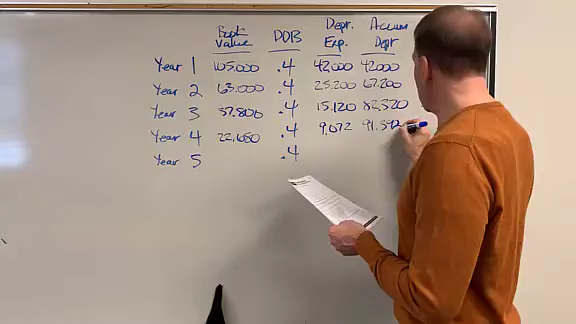 Book Value DDB Dept. Exp. Accum Dept
Year 1 105,000 .4 42,000 42,000
Year 2 63,000 .4 25,200 67,200
Year 3 37,800 .4 15,120 82,320
Year 4 22,680 .4 9,072 91,392
Year 5 .4